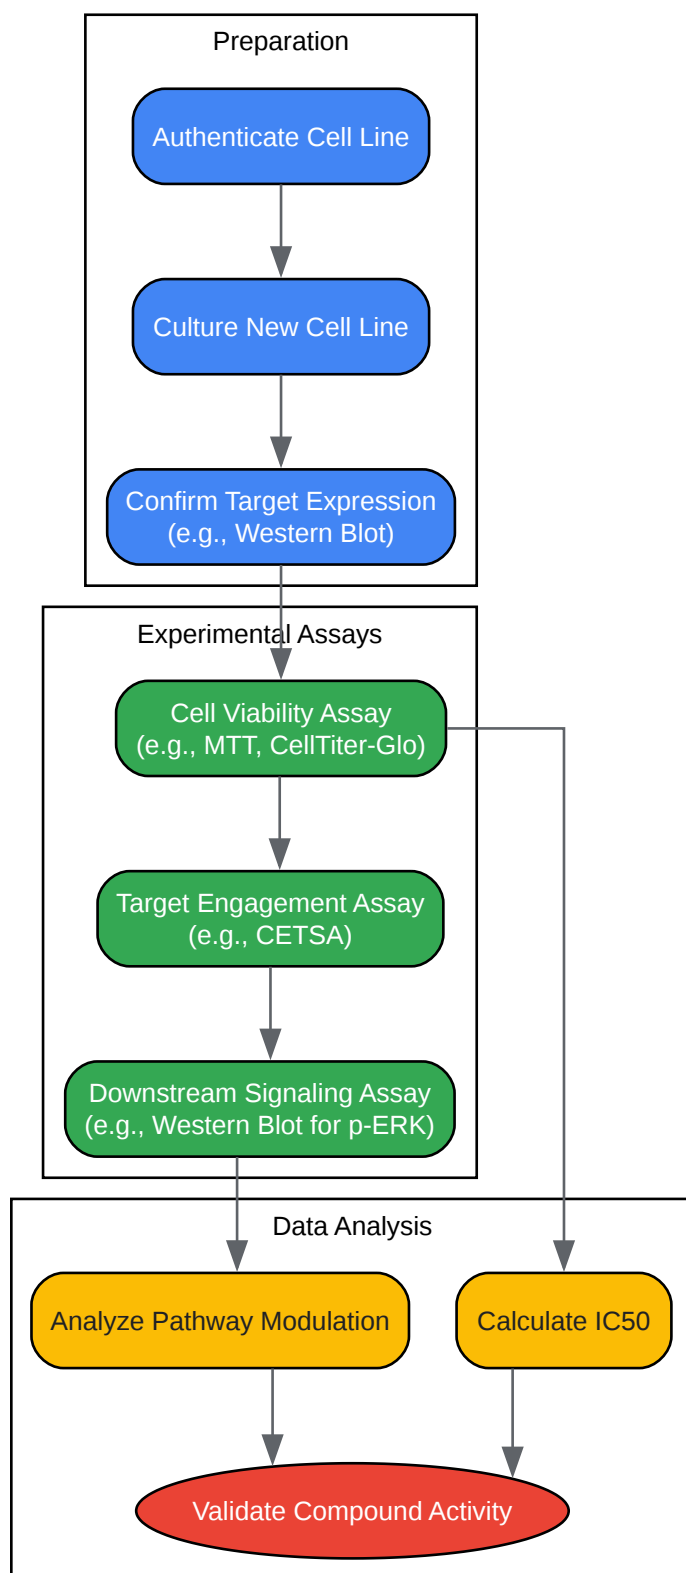 Preparation
Authenticate Cell Line
Culture New Cell Line
Confirm Target Expression
(e.g., Western Blot)
Experimental Assays
Cell Viability Assay
(e.g., MTT, CellTiter-Glo)
Target Engagement Assay
(e.g., CETSA)
Downstream Signaling Assay
(e.g., Western Blot for p-ERK)
Data Analysis
Analyze Pathway Modulation
Calculate IC50
Validate Compound Activity